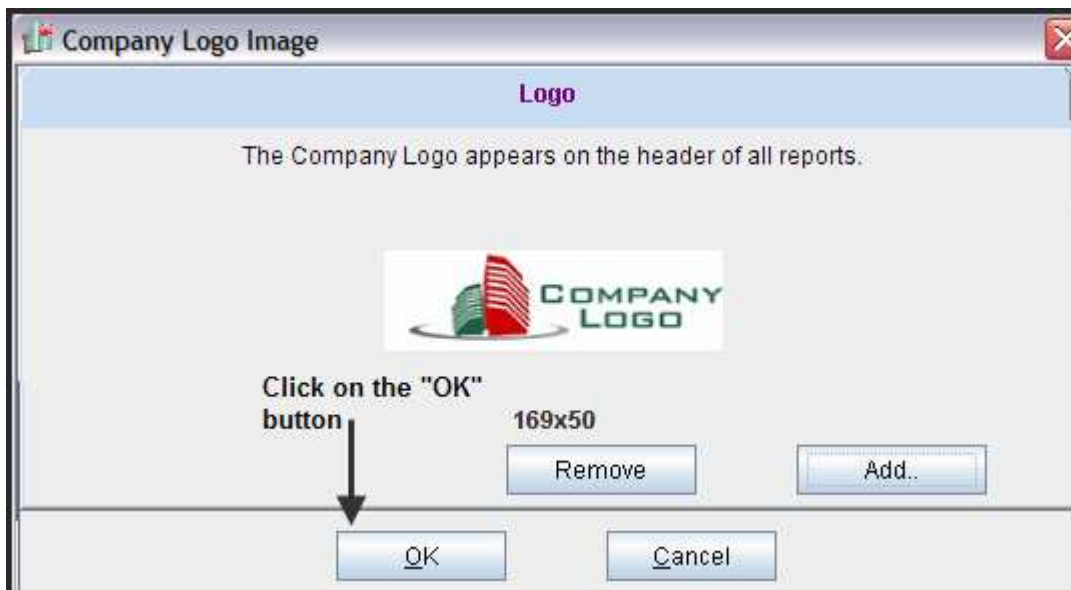 Company Logo Image
Logo
The Company Logo appears on the header of all reports.
COMPANY
LOGO
Click on the "OK"
button
169x50
Remove Add..
OK Cancel